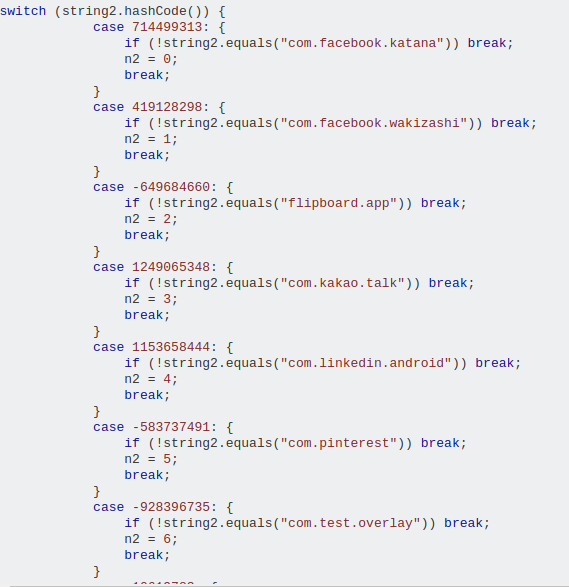 switch (string2.hashCode()) {
case 714499313: {
if (!string2.equals("com.facebook.katana")) break;
n2 = 0;
break;
}
case 419128298: {
if (!string2.equals("com.facebook.wakizashi")) break;
n2 = 1;
break;
}
case -649684660: {
if (!string2.equals("flipboard.app")) break;
n2 = 2;
break;
}
case 1249065348: {
if (!string2.equals("com.kakao.talk")) break;
n2 = 3;
break;
}
case 1153658444: {
if (!string2.equals("com.linkedin.android")) break;
n2 = 4;
break;
}
case -583737491: {
if (!string2.equals("com.pinterest")) break;
n2 = 5;
break;
}
case -928396735: {
if (!string2.equals("com.test.overlay")) break;
n2 = 6;
break;
}